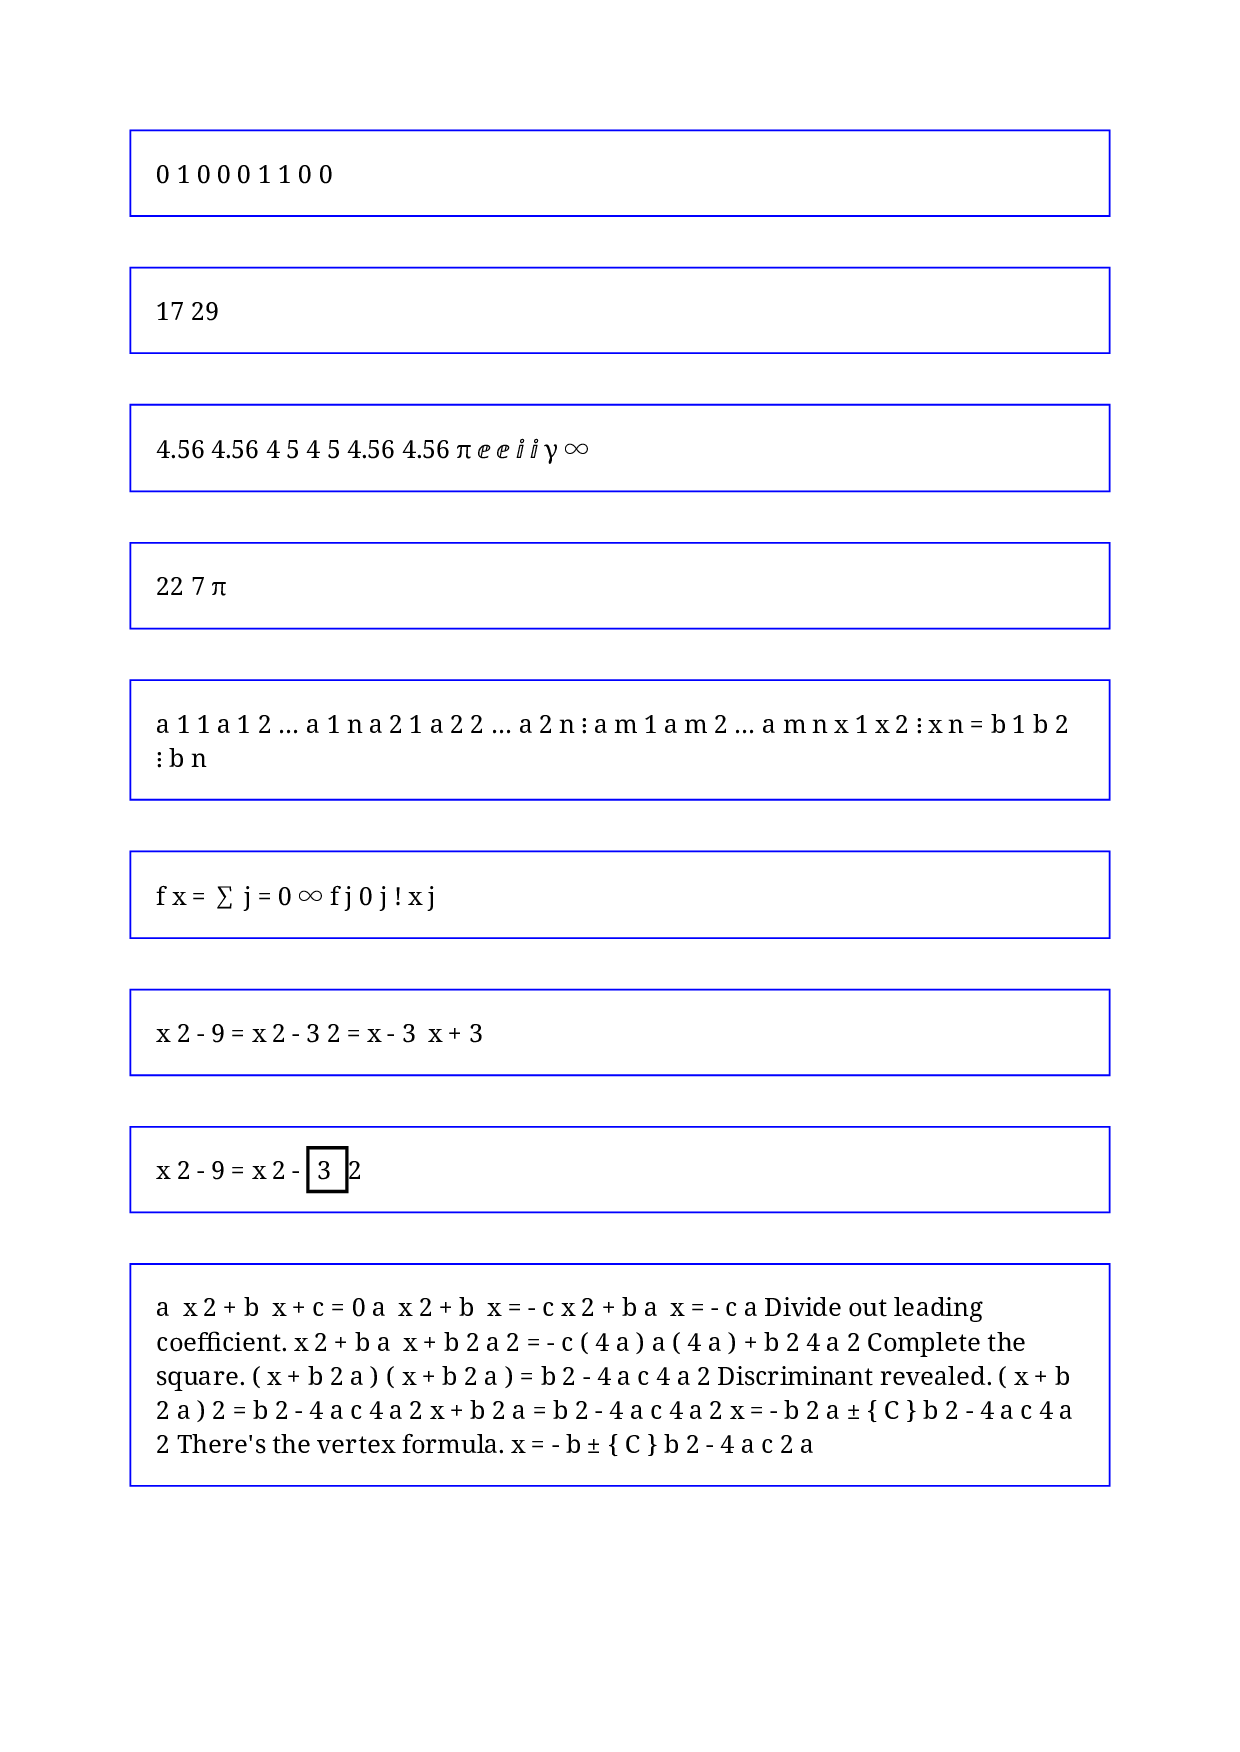 0 1 0 0 0 1 1 0 0
17 29
4.56 4.56 4 5 4 5 4.56 4.56 π ⅇ ⅇ ⅈ ⅈ γ ∞
22 7 π
a 1 1 a 1 2 … a 1 n a 2 1 a 2 2 … a 2 n ⋮ a m 1 a m 2 … a m n x 1 x 2 ⋮ x n = b 1 b 2
⋮ b n
f x = ∑ j = 0 ∞ f j 0 j ! x j
x 2 - 9 = x 2 - 3 2 = x - 3 x + 3
x 2 - 9 = x 2 - 3 2
a x 2 + b x + c = 0 a x 2 + b x = - c x 2 + b a x = - c a Divide out leading
coefficient. x 2 + b a x + b 2 a 2 = - c ( 4 a ) a ( 4 a ) + b 2 4 a 2 Complete the
square. ( x + b 2 a ) ( x + b 2 a ) = b 2 - 4 a c 4 a 2 Discriminant revealed. ( x + b
2 a ) 2 = b 2 - 4 a c 4 a 2 x + b 2 a = b 2 - 4 a c 4 a 2 x = - b 2 a ± { C } b 2 - 4 a c 4 a
2 There's the vertex formula. x = - b ± { C } b 2 - 4 a c 2 a